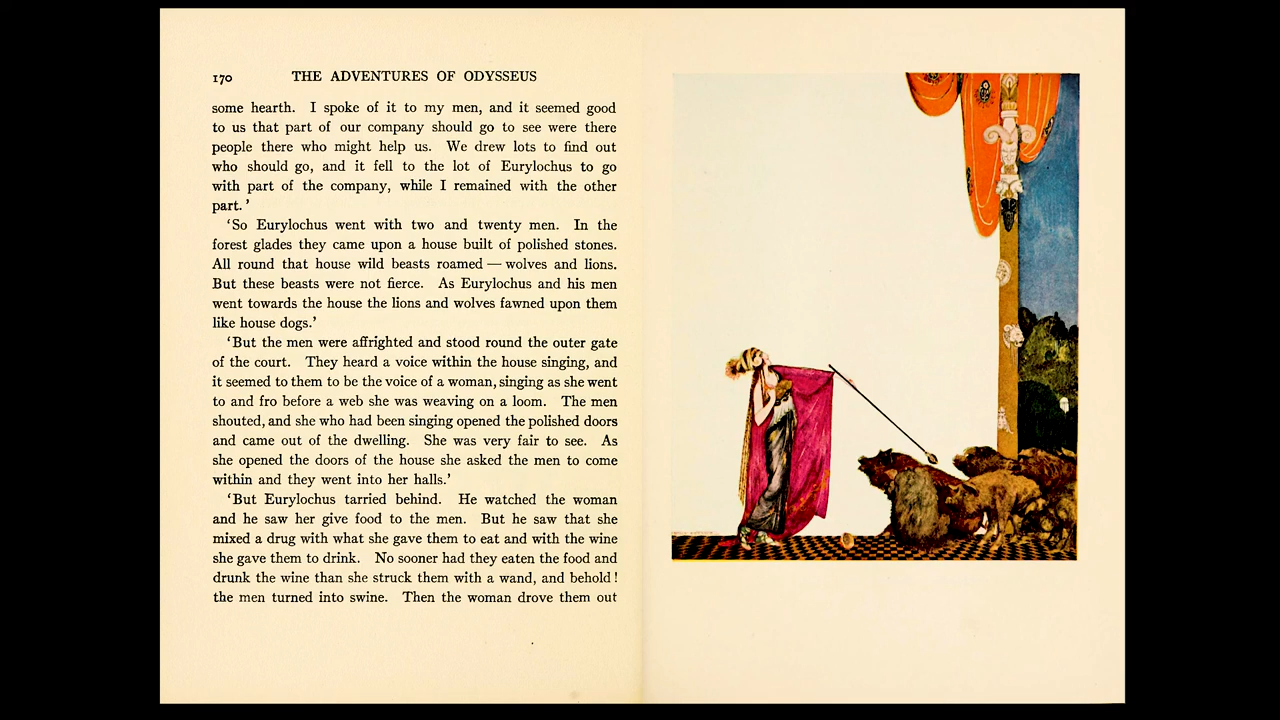 170 THE ADVENTURES OF ODYSSEUS
some hearth. I spoke of it to my men, and it seemed good
to us that part of our company should go to see were there
people there who might help us. We drew lots to find out
who should go, and it fell to the lot of Eurylochus to go
with part of the company, while I remained with the other
part.’
‘So Eurylochus went with two and twenty men. In the
forest glades they came upon a house built of polished stones.
All round that house wild beasts roamed — wolves and lions.
But these beasts were not fierce. As Eurylochus and his men
went towards the house the lions and wolves fawned upon them
like house dogs.’
‘But the men were affrighted and stood round the outer gate
of the court. They heard a voice within the house singing, and
it seemed to them to be the voice of a woman, singing as she went
to and fro before a web she was weaving on a loom. The men
shouted, and she who had been singing opened the polished doors
and came out of the dwelling. She was very fair to see. As
she opened the doors of the house she asked the men to come
within and they went into her halls.’
‘But Eurylochus tarried behind. He watched the woman
and he saw her give food to the men. But he saw that she
mixed a drug with what she gave them to eat and with the wine
she gave them to drink. No sooner had they eaten the food and
drunk the wine than she struck them with a wand, and behold!
the men turned into swine. Then the woman drove them out